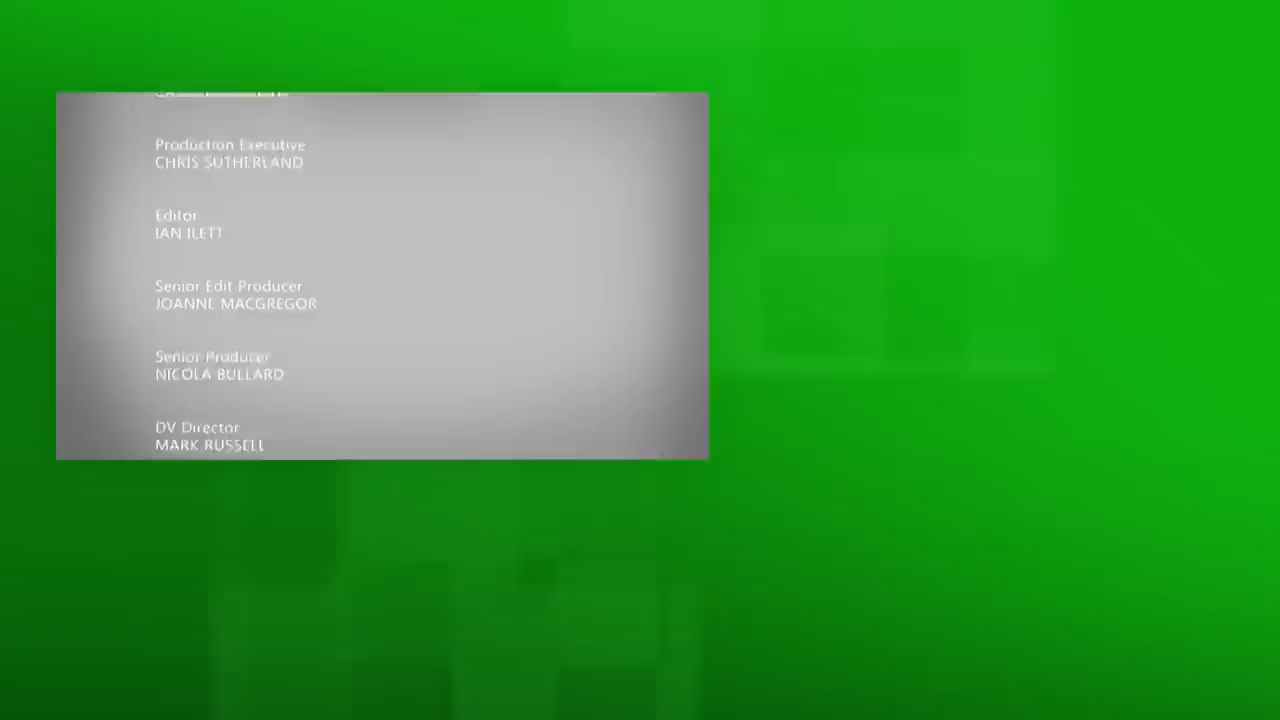 Production Executive
CHRIS SUTHERLAND
Editor
IAN ILETT
Senior Edit Producer
JOANNE MACGREGOR
Senior Producer
NICOLA BULLARD
DV Director
MARK RUSSELL